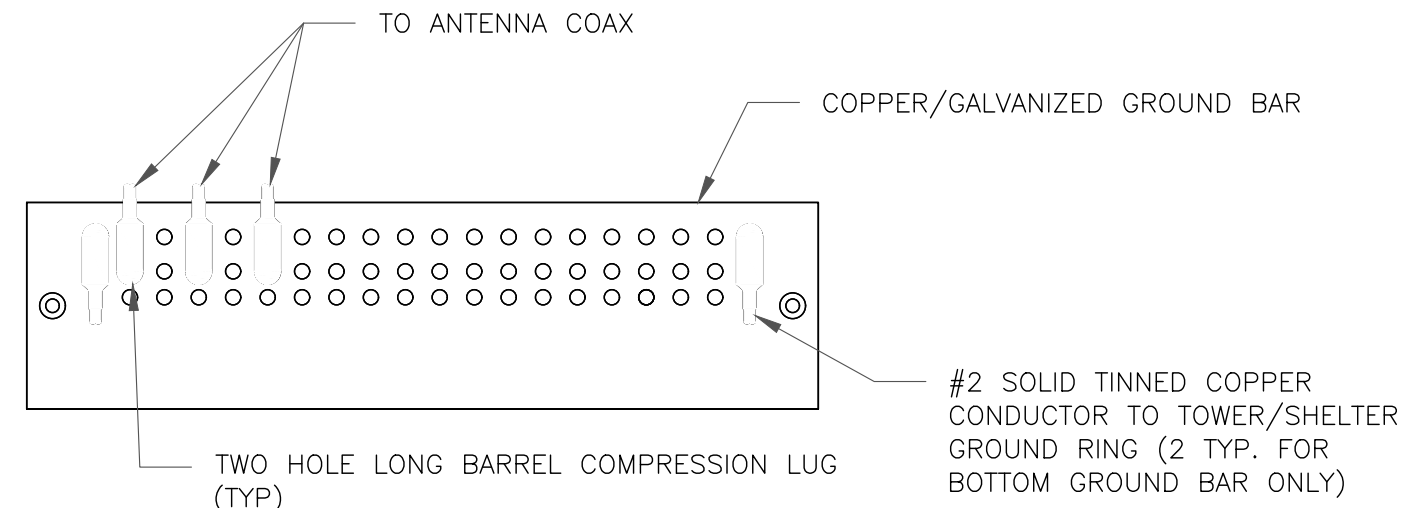 TO ANTENNA COAX
COPPER/GALVANIZED GROUND BAR
#2 SOLID TINNED COPPER
CONDUCTOR TO TOWER/SHELTER
GROUND RING (2 TYP. FOR
BOTTOM GROUND BAR ONLY)
TWO HOLE LONG BARREL COMPRESSION LUG
(TYP)